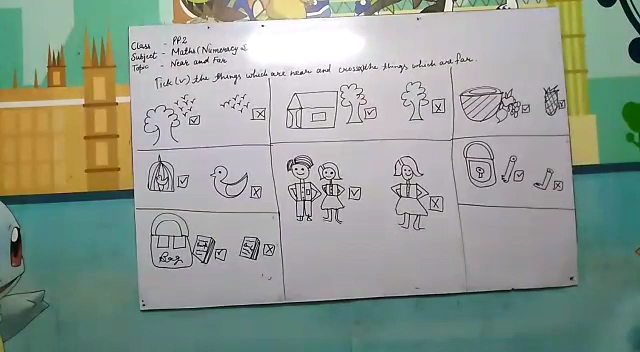 Class - PP2
Subject - Maths (Numeracy
Topic - Near and Far
Tick (✓) the things which are near and cross(x) the things which are far.
Bag